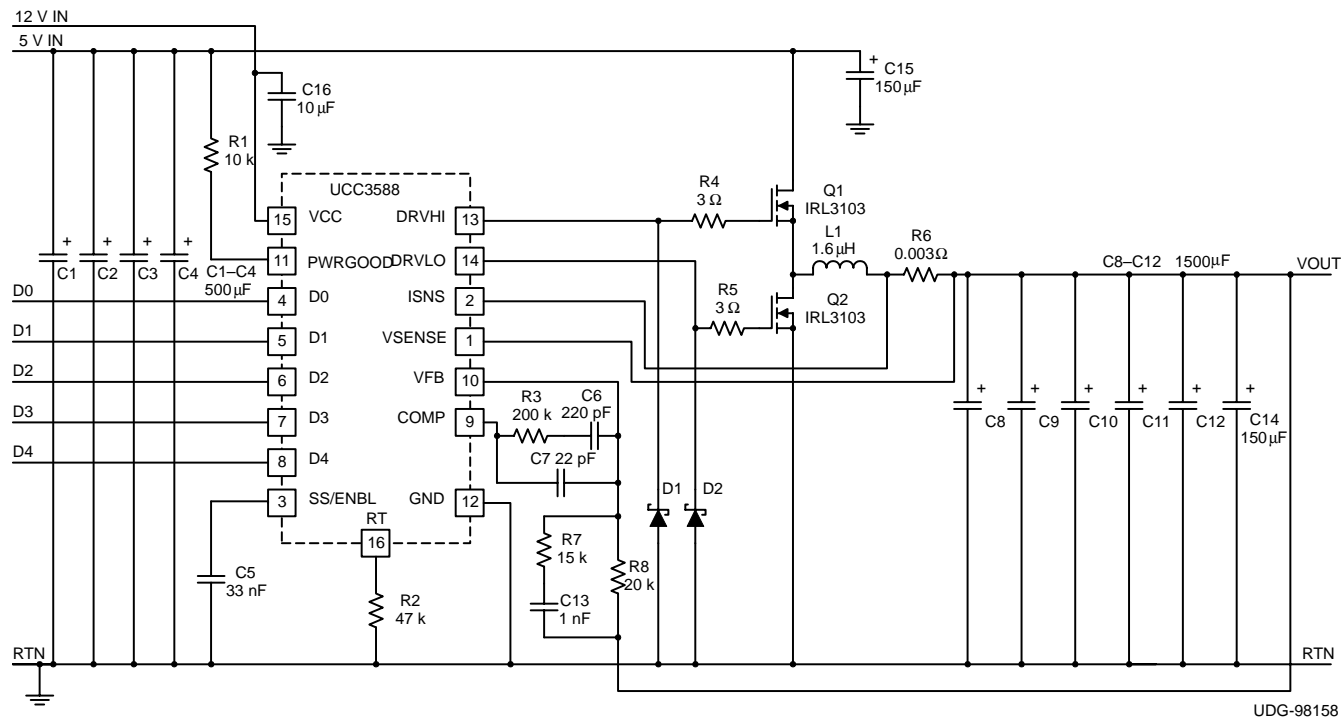 12 V IN
5 V IN
C16
10 µF
+
C15
150 µF
R1
10 k
UCC3588
R4
3 Ω
Q1
IRL3103
15
VCC
DRVHI
13
L1
1.6 µH
R6
0.003Ω
+ + + +
C1
C2
C3
C4
C1–C4
500 µF
11
PWRGOOD
DRVLO
14
C8–C12 1500µF
VOUT
D0
4
D0
ISNS
2
R5
3 Ω
Q2
IRL3103
D1
5
D1
VSENSE
1
D2
6
D2
VFB
10
R3
200 k
C6
220 pF
+ + + + + +
C8
C9
C10
C11
C12
C14
150 µF
D3
7
D3
COMP
9
C7 22 pF
D4
8
D4
3
SS/ENBL
GND
12
D1
D2
RT
16
R7
15 k
R8
20 k
C5
33 nF
R2
47 k
C13
1 nF
RTN
RTN
UDG-98158